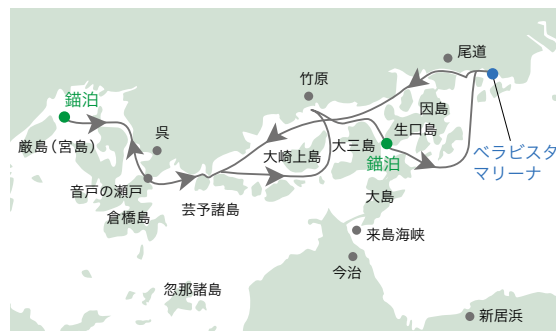 尾道
竹原
錨泊
因島
呉
生口島
厳島（宮島）
大三島
大崎上島
錨泊
ベラビスタ
マリーナ
音戸の瀬戸
大島
芸予諸島
倉橋島
来島海峡
今治
忽那諸島
新居浜